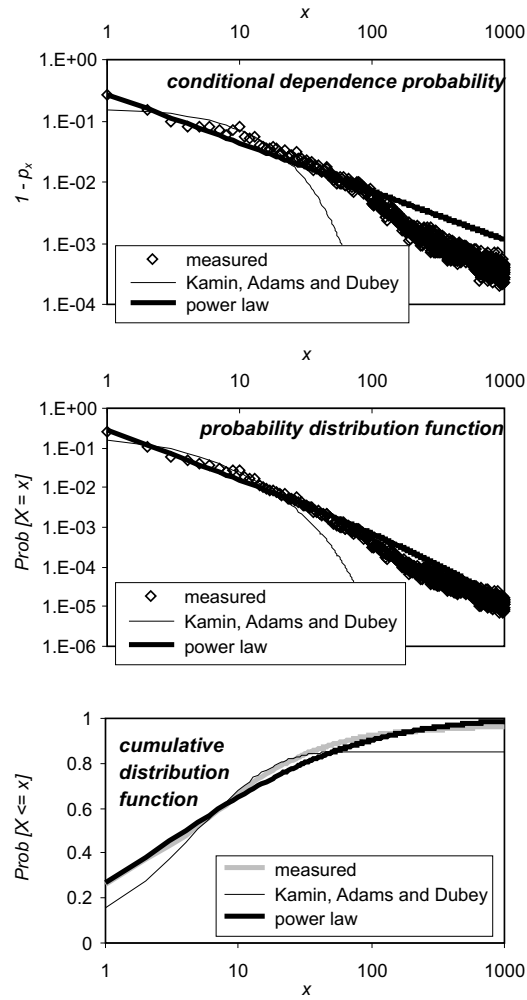 x
1 10 100 1000
1.E+00
conditional dependence probability
1.E-01
1.E-02
1.E-03
1.E-04
1 - px
measured
Kamin, Adams and Dubey
power law
x
1 10 100 1000
1.E+00
probability distribution function
1.E-01
1.E-02
1.E-03
1.E-04
1.E-05
1.E-06
Prob [X = x]
measured
Kamin, Adams and Dubey
power law
1
cumulative
distribution
function
0.8
0.6
0.4
0.2
0
Prob [X <= x]
measured
Kamin, Adams and Dubey
power law
1 10 100 1000
x